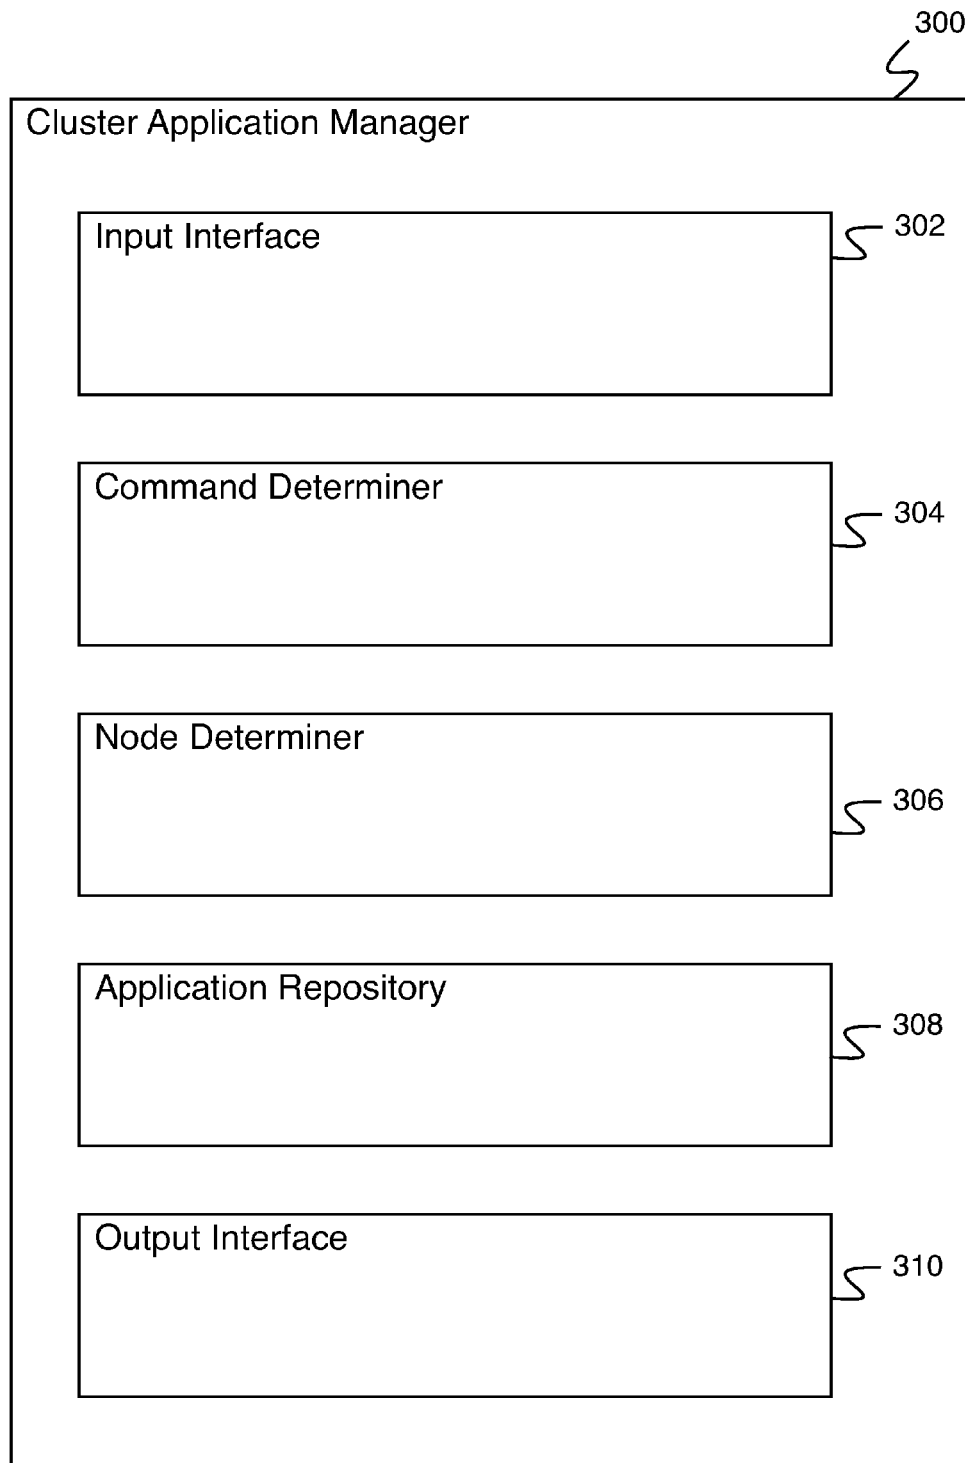 300
Cluster Application Manager
Input Interface
302
Command Determiner
304
Node Determiner
306
Application Repository
308
Output Interface
310